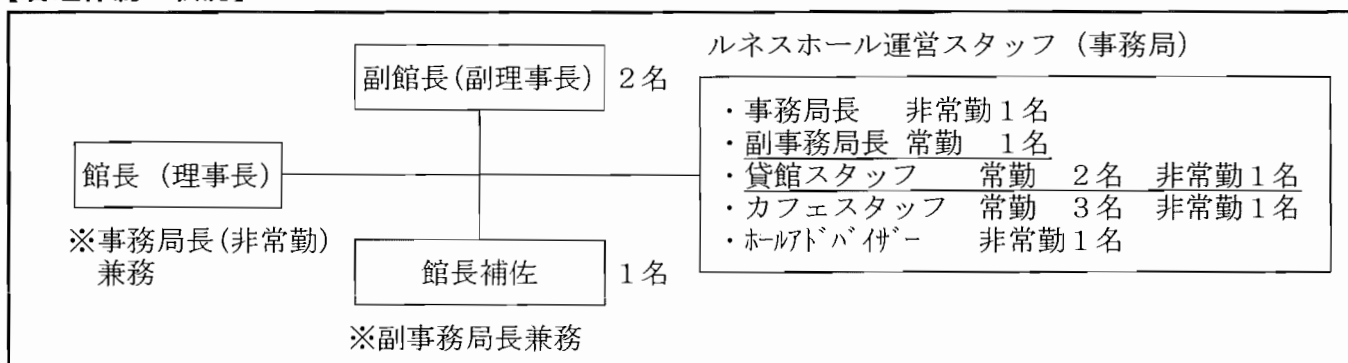 ルネスホール運営スタッフ (事務局)
副館長(副理事長) 2名
・事務局長 非常勤1名
・副事務局長 常勤 1名
館長 (理事長)
・貸館スタッフ 常勤 2名 非常勤1名
・カフェスタッフ 常勤 3名 非常勤1名
※事務局長(非常勤)
兼務
・ホールアドバイザー 非常勤1名
館長補佐 1名
※副事務局長兼務